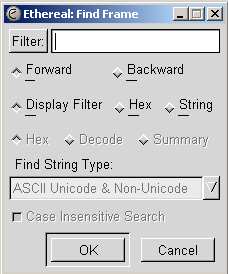 Ethereal: Find Frame
Filter:
Forward Backward
Display Filter Hex String
Hex Decode Summary
Find String Type:
ASCII Unicode & Non-Unicode
Case Insensitive Search
OK Cancel